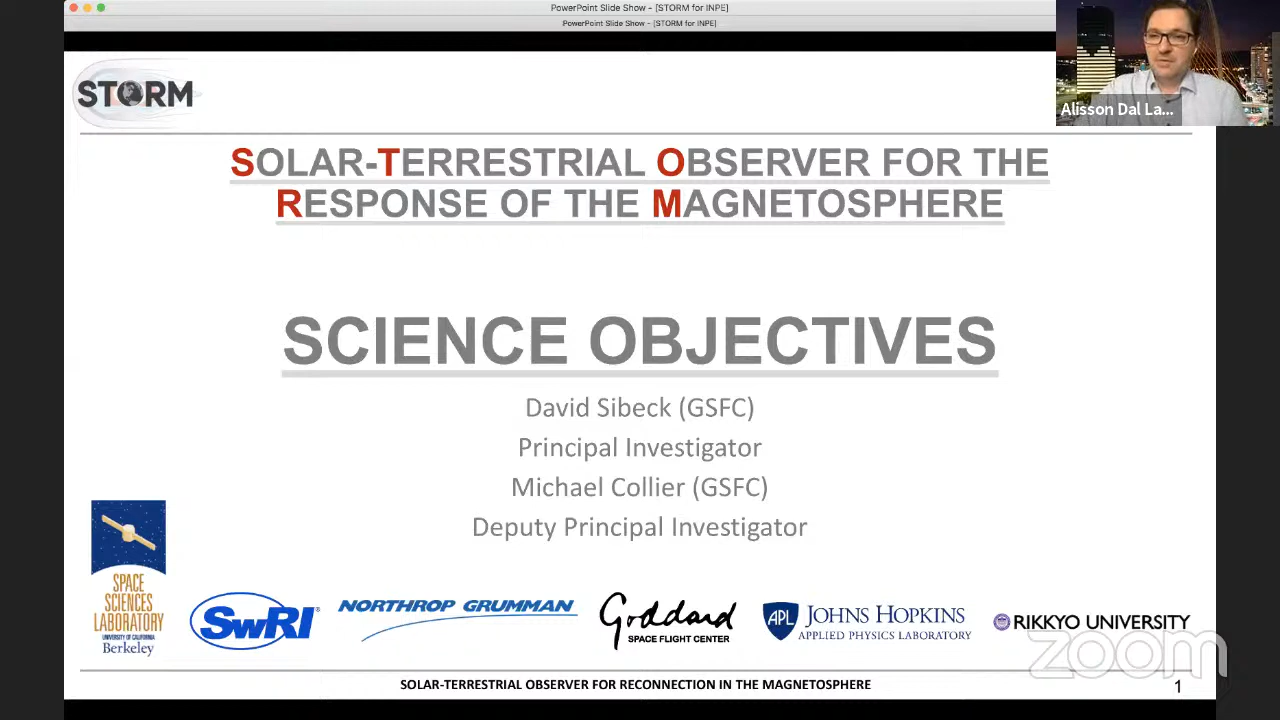 PowerPoint Slide Show - [STORM for INPE]
PowerPoint Slide Show - [STORM for INPE]
Alisson Dal La...
STORM
SOLAR-TERRESTRIAL OBSERVER FOR THE
RESPONSE OF THE MAGNETOSPHERE
SCIENCE OBJECTIVES
David Sibeck (GSFC)
Principal Investigator
Michael Collier (GSFC)
Deputy Principal Investigator
SPACE
SCIENCES
LABORATORY
UNIVERSITY OF CALIFORNIA
Berkeley
SwRI®
NORTHROP GRUMMAN
Goddard
SPACE FLIGHT CENTER
APL
JOHNS HOPKINS
APPLIED PHYSICS LABORATORY
RIKKYO UNIVERSITY
zoom
SOLAR-TERRESTRIAL OBSERVER FOR RECONNECTION IN THE MAGNETOSPHERE
1